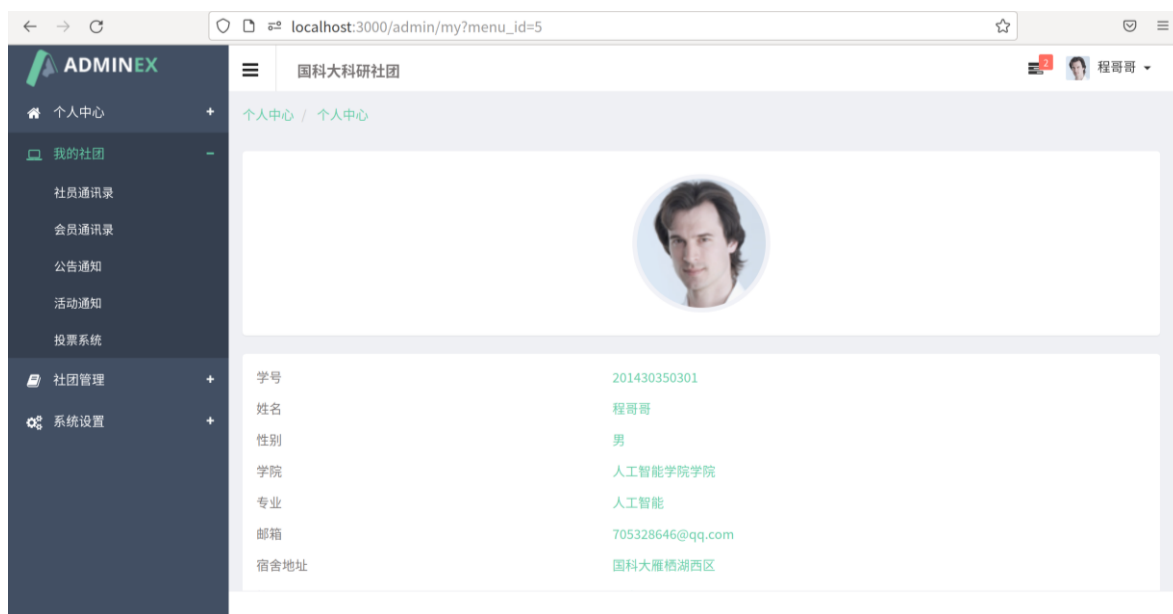 localhost:3000/admin/my?menu_id=5
ADMINEX
国科大科研社团
2
程哥哥
个人中心
个人中心 / 个人中心
我的社团
社员通讯录
会员通讯录
公告通知
活动通知
投票系统
社团管理
系统设置
学号 201430350301
姓名 程哥哥
性别 男
学院 人工智能学院学院
专业 人工智能
邮箱 705328646@qq.com
宿舍地址 国科大雁栖湖西区